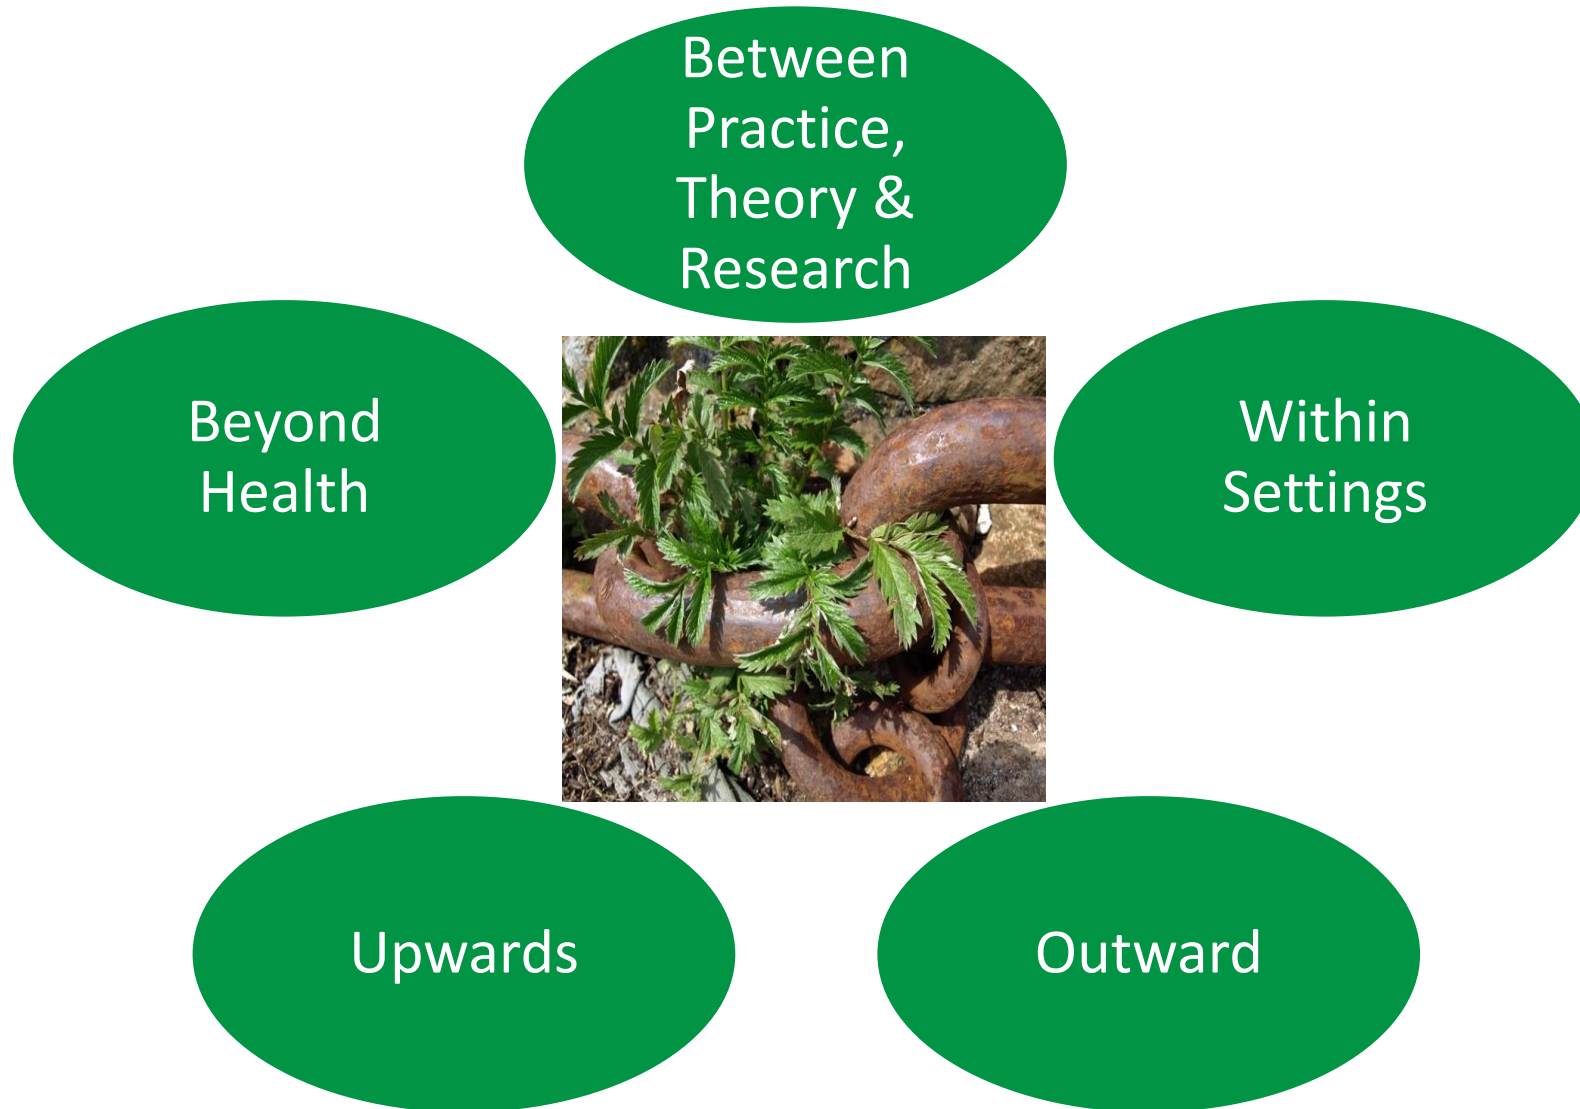 Between
Practice,
Theory &
Research
Beyond
Health
Within
Settings
Upwards
Outward